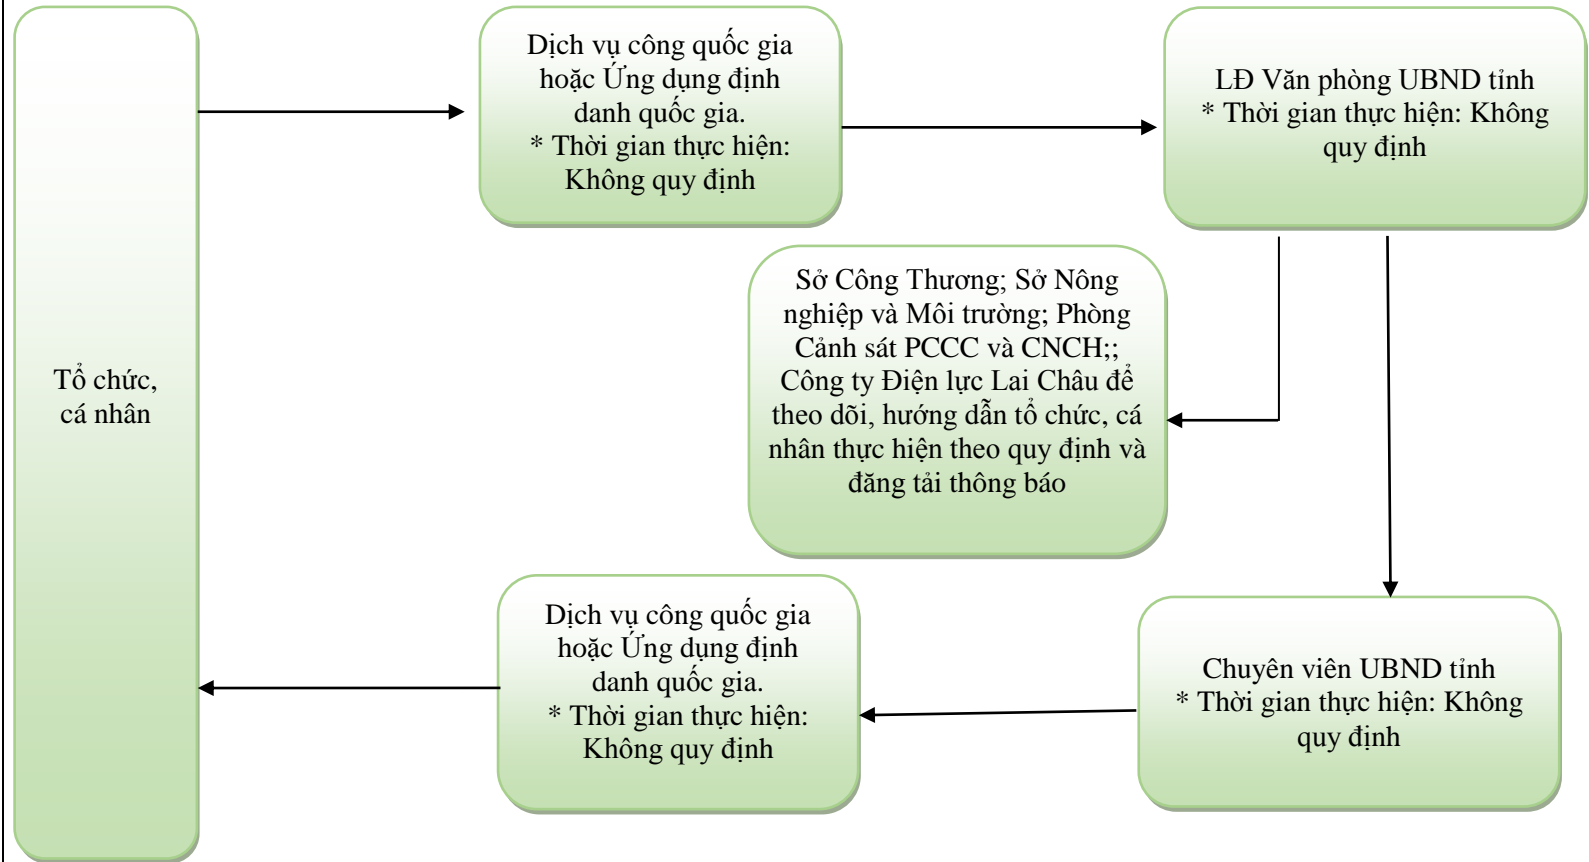 Tổ chức,
cá nhân
Dịch vụ công quốc gia
hoặc Ứng dụng định
danh quốc gia.
* Thời gian thực hiện:
Không quy định
LĐ Văn phòng UBND tỉnh
* Thời gian thực hiện: Không
quy định
Sở Công Thương; Sở Nông
nghiệp và Môi trường; Phòng
Cảnh sát PCCC và CNCH;;
Công ty Điện lực Lai Châu để
theo dõi, hướng dẫn tổ chức, cá
nhân thực hiện theo quy định và
đăng tải thông báo
Chuyên viên UBND tỉnh
* Thời gian thực hiện: Không
quy định
Dịch vụ công quốc gia
hoặc Ứng dụng định
danh quốc gia.
* Thời gian thực hiện:
Không quy định